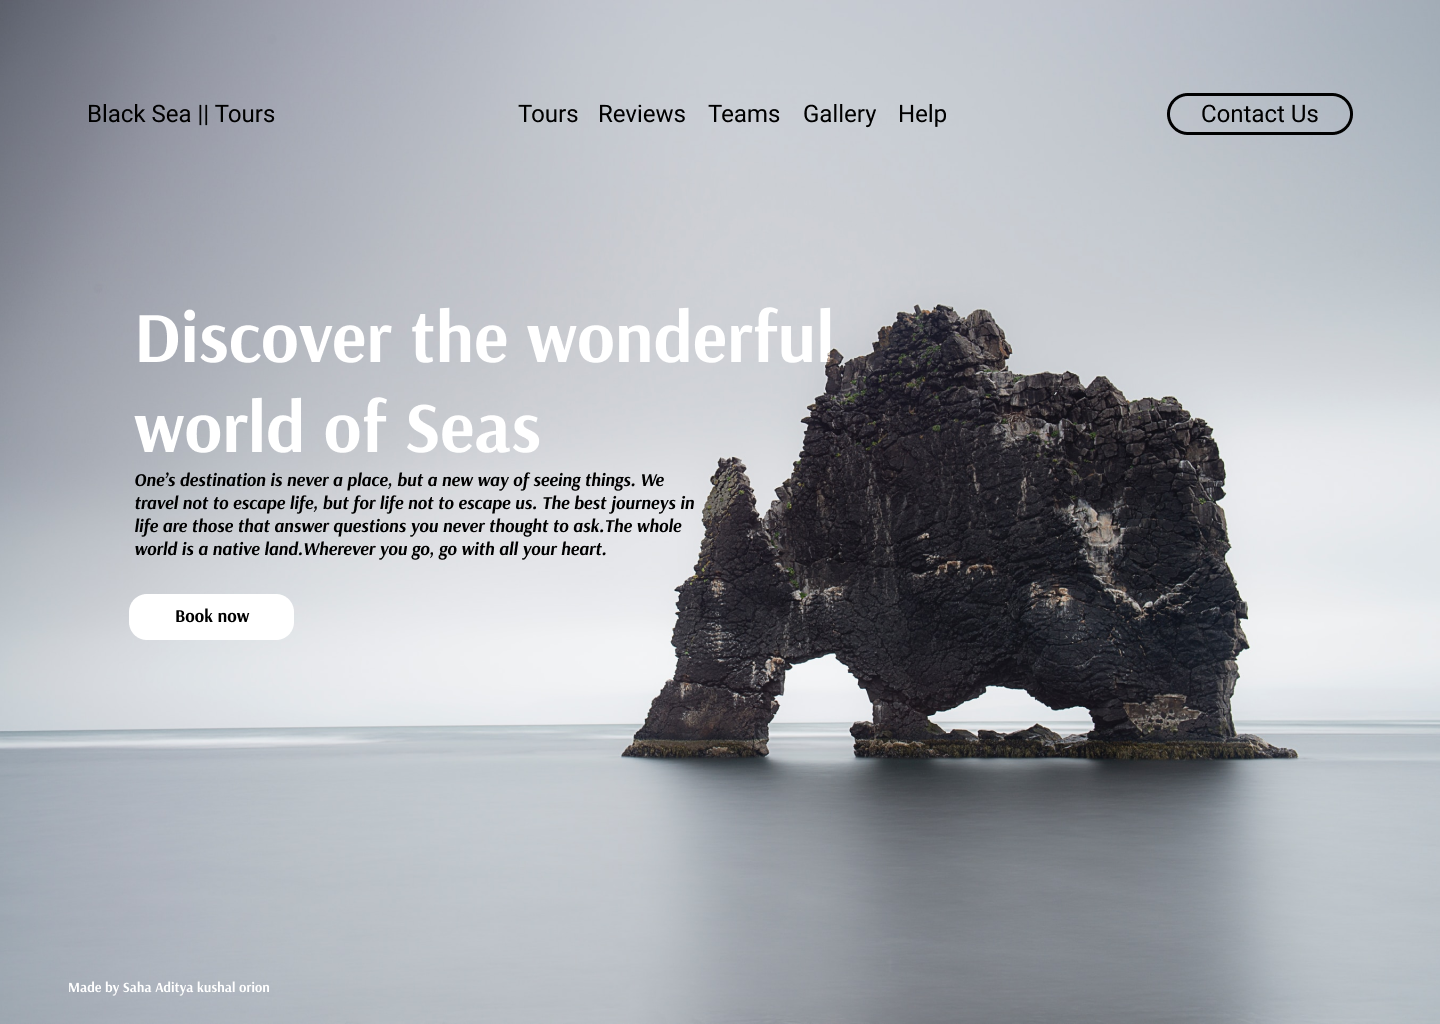 Black Sea || Tours
Tours Reviews Teams Gallery Help
Contact Us
Discover the wonderful
world of Seas
One’s destination is never a place, but a new way of seeing things. We
travel not to escape life, but for life not to escape us. The best journeys in
life are those that answer questions you never thought to ask.The whole
world is a native land.Wherever you go, go with all your heart.
Book now
Made by Saha Aditya kushal orion